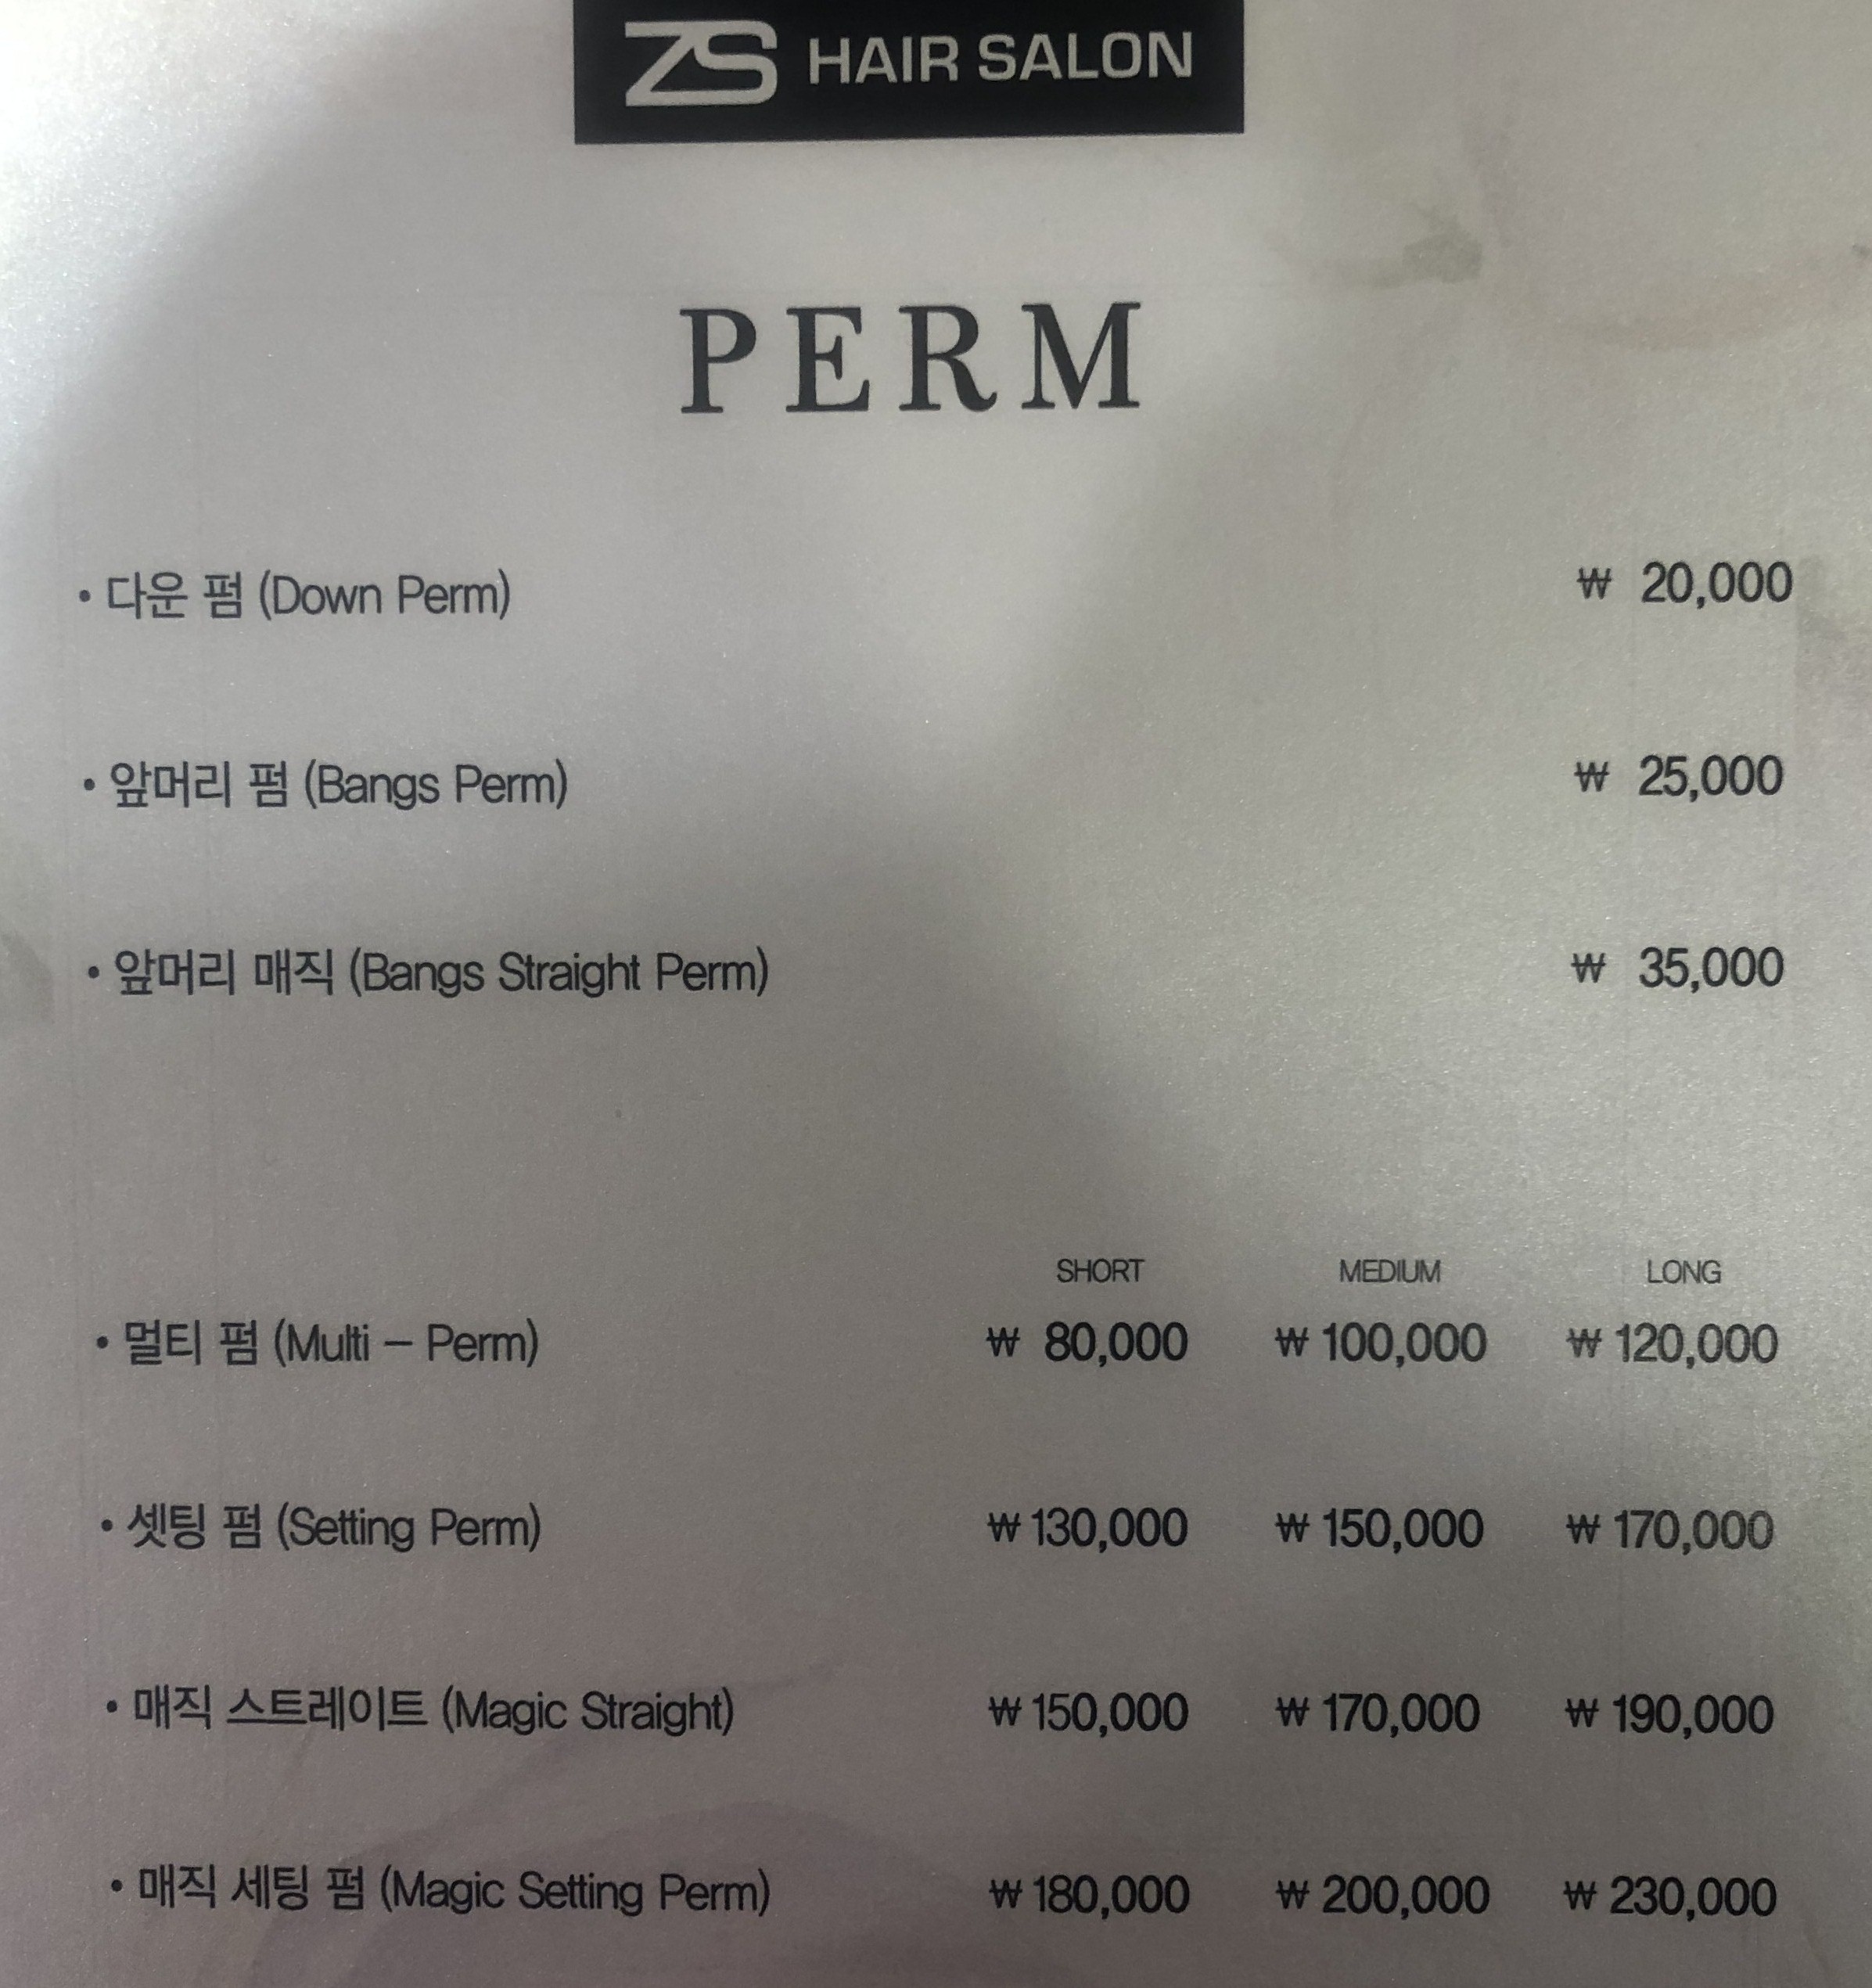 ZS HAIR SALON
PERM
• 다운 펌 (Down Perm) ₩ 20,000
• 앞머리 펌 (Bangs Perm) ₩ 25,000
• 앞머리 매직 (Bangs Straight Perm) ₩ 35,000
SHORT MEDIUM LONG
• 멀티 펌 (Multi – Perm) ₩ 80,000 ₩ 100,000 ₩ 120,000
• 셋팅 펌 (Setting Perm) ₩ 130,000 ₩ 150,000 ₩ 170,000
• 매직 스트레이트 (Magic Straight) ₩ 150,000 ₩ 170,000 ₩ 190,000
• 매직 세팅 펌 (Magic Setting Perm) ₩ 180,000 ₩ 200,000 ₩ 230,000